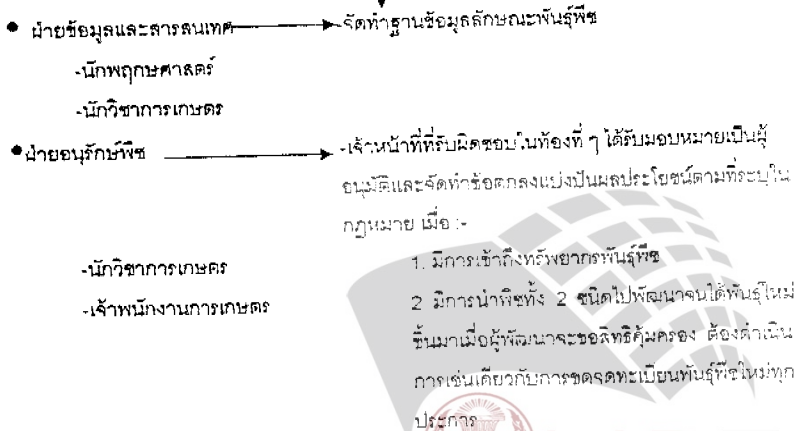 ● ฝ่ายข้อมูลและสารสนเทศ -จัดทำฐานข้อมูลลักษณะพันธุ์พืช
-นักพฤกษศาสตร์
-นักวิชาการเกษตร
● ฝ่ายอนุรักษ์พืช -เจ้าหน้าที่ที่รับผิดชอบในท้องที่ ๆ ได้รับมอบหมายเป็นผู้
อนุมัติและจัดทำข้อตกลงแบ่งปันผลประโยชน์ตามที่ระบุใน
กฎหมาย เมื่อ :-
-นักวิชาการเกษตร 1. มีการเข้าถึงทรัพยากรพันธุ์พืช
-เจ้าพนักงานการเกษตร 2 มีการนำพืชทั้ง 2 ชนิดไปพัฒนาจนได้พันธุ์ใหม่
ขึ้นมาเมื่อผู้พัฒนาจะขอสิทธิคุ้มครอง ต้องดำเนิน
การเช่นเดียวกับการขดจดทะเบียนพันธุ์พืชใหม่ทุก
ประการ